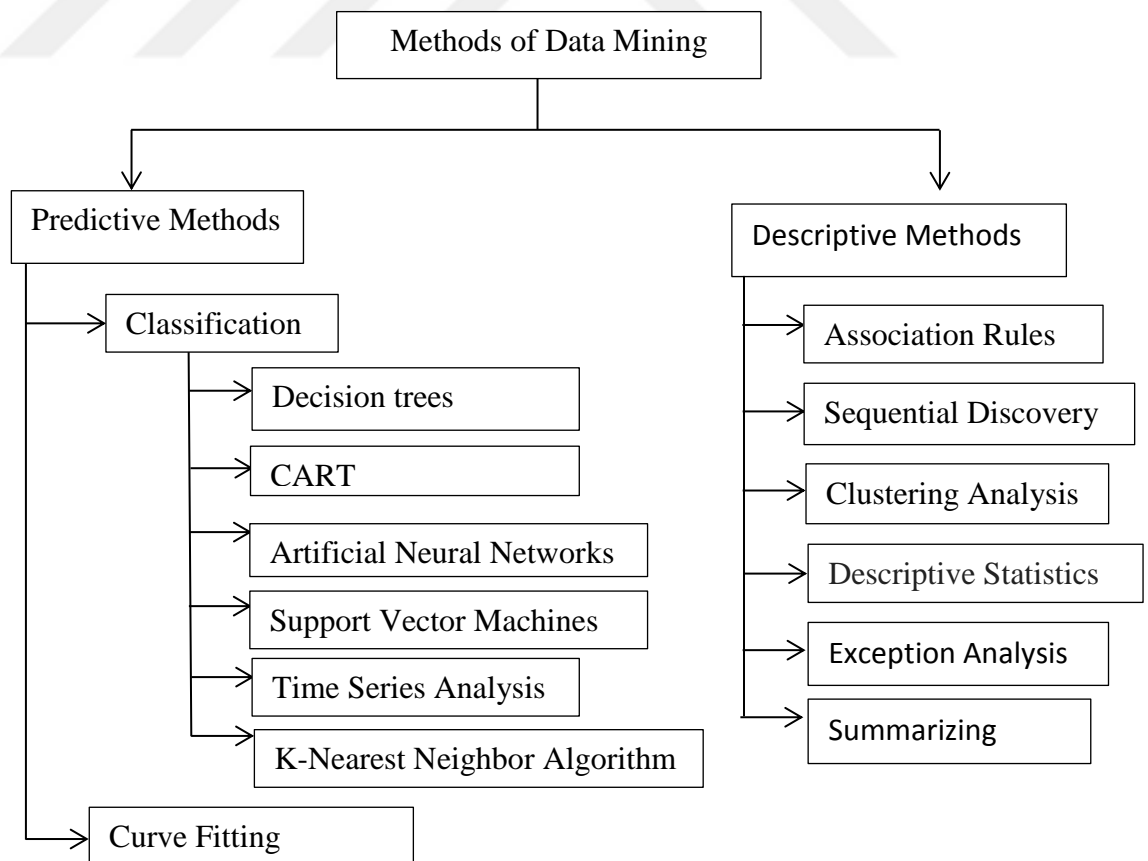 Methods of Data Mining
Predictive Methods
Classification
Decision trees
CART
Artificial Neural Networks
Support Vector Machines
Time Series Analysis
K-Nearest Neighbor Algorithm
Curve Fitting
Descriptive Methods
Association Rules
Sequential Discovery
Clustering Analysis
Descriptive Statistics
Exception Analysis
Summarizing